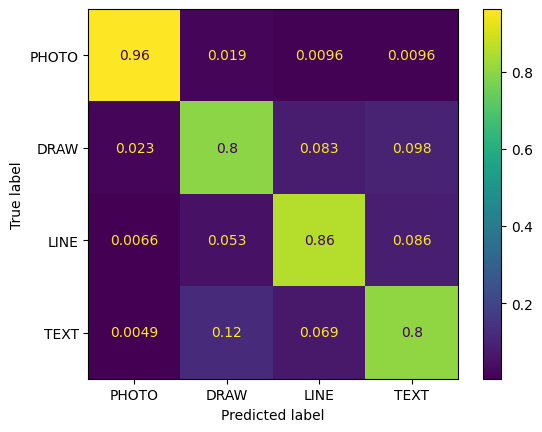 PHOTO 0.96 0.019 0.0096 0.0096
0.8
DRAW 0.023 0.8 0.083 0.098
0.6
True label
LINE 0.0066 0.053 0.86 0.086
0.4
TEXT 0.0049 0.12 0.069 0.8
0.2
PHOTO DRAW LINE TEXT
Predicted label